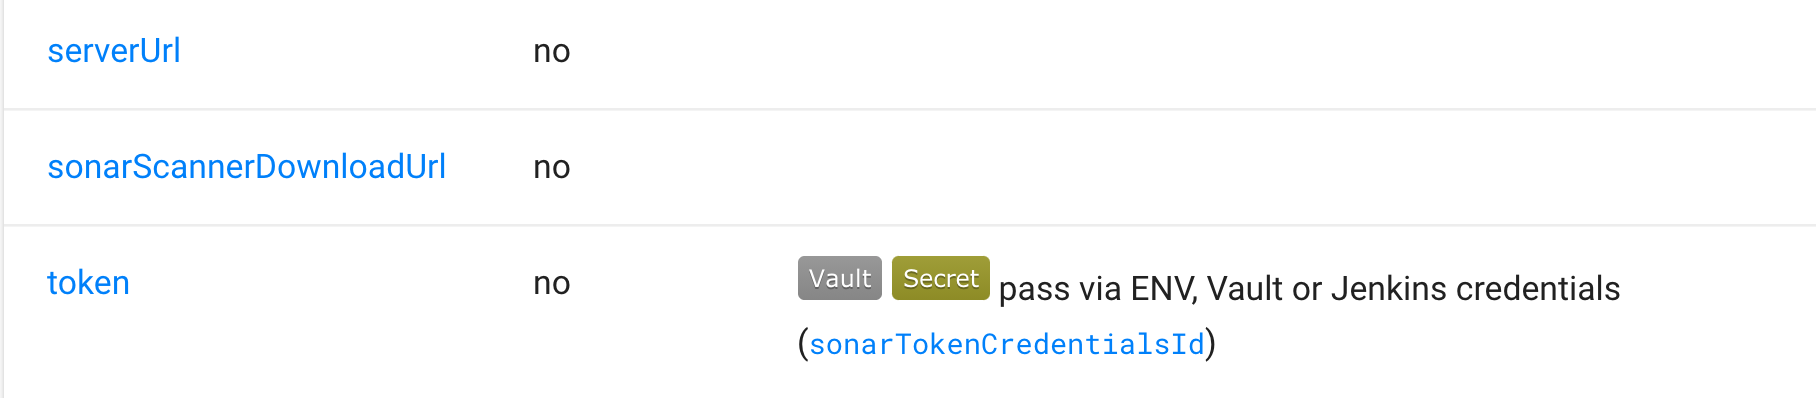 serverUrl no
sonarScannerDownloadUrl no
token no Vault Secret pass via ENV, Vault or Jenkins credentials
(sonarTokenCredentialsId)